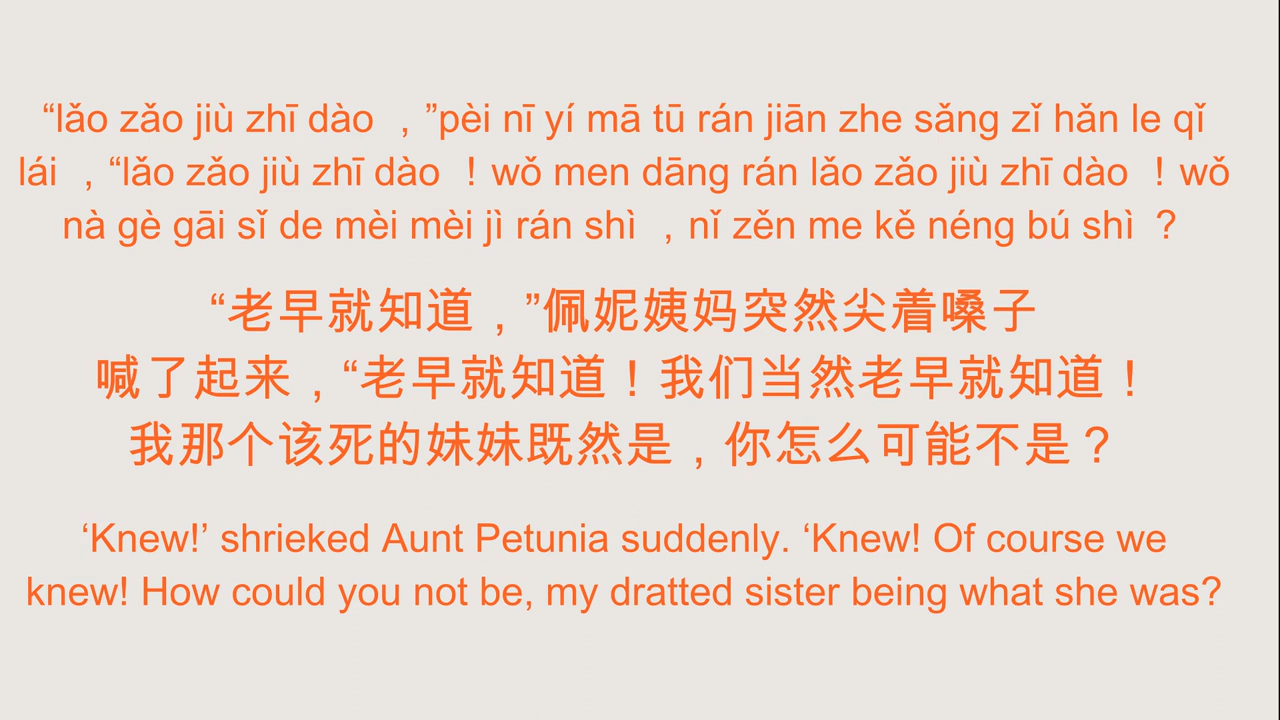 “lǎo zǎo jiù zhī dào ，”pèi nī yí mā tū rán jiān zhe sǎng zǐ hǎn le qǐ
lái ，“lǎo zǎo jiù zhī dào ！wǒ men dāng rán lǎo zǎo jiù zhī dào ！wǒ
nà gè gāi sǐ de mèi mèi jì rán shì ，nǐ zěn me kě néng bú shì ？
“老早就知道，”佩妮姨妈突然尖着嗓子
喊了起来，“老早就知道！我们当然老早就知道！
我那个该死的妹妹既然是，你怎么可能不是？
‘Knew!’ shrieked Aunt Petunia suddenly. ‘Knew! Of course we
knew! How could you not be, my dratted sister being what she was?